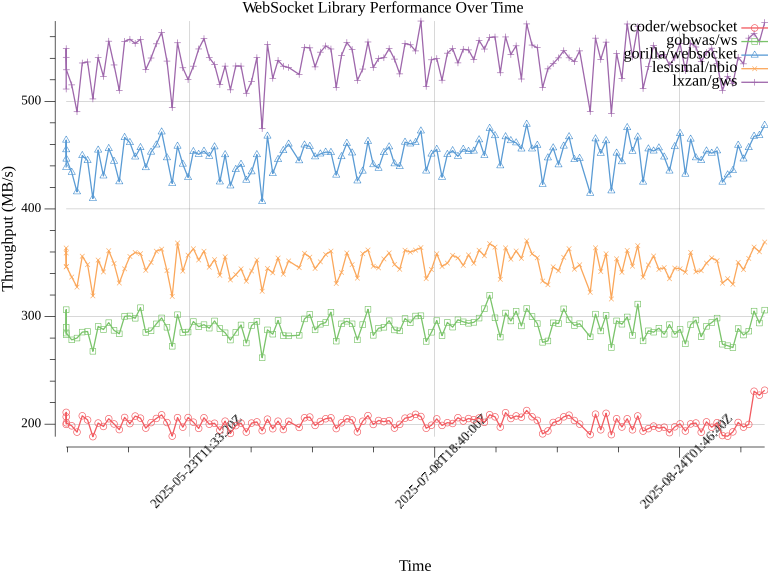 WebSocket Library Performance Over Time
coder/websocket
gobwas/ws
gorilla/websocket
lesismal/nbio
lxzan/gws
Throughput (MB/s)
500
400
300
200
2025-05-23T11:33:20Z
2025-07-08T18:40:00Z
2025-08-24T01:46:40Z
Time